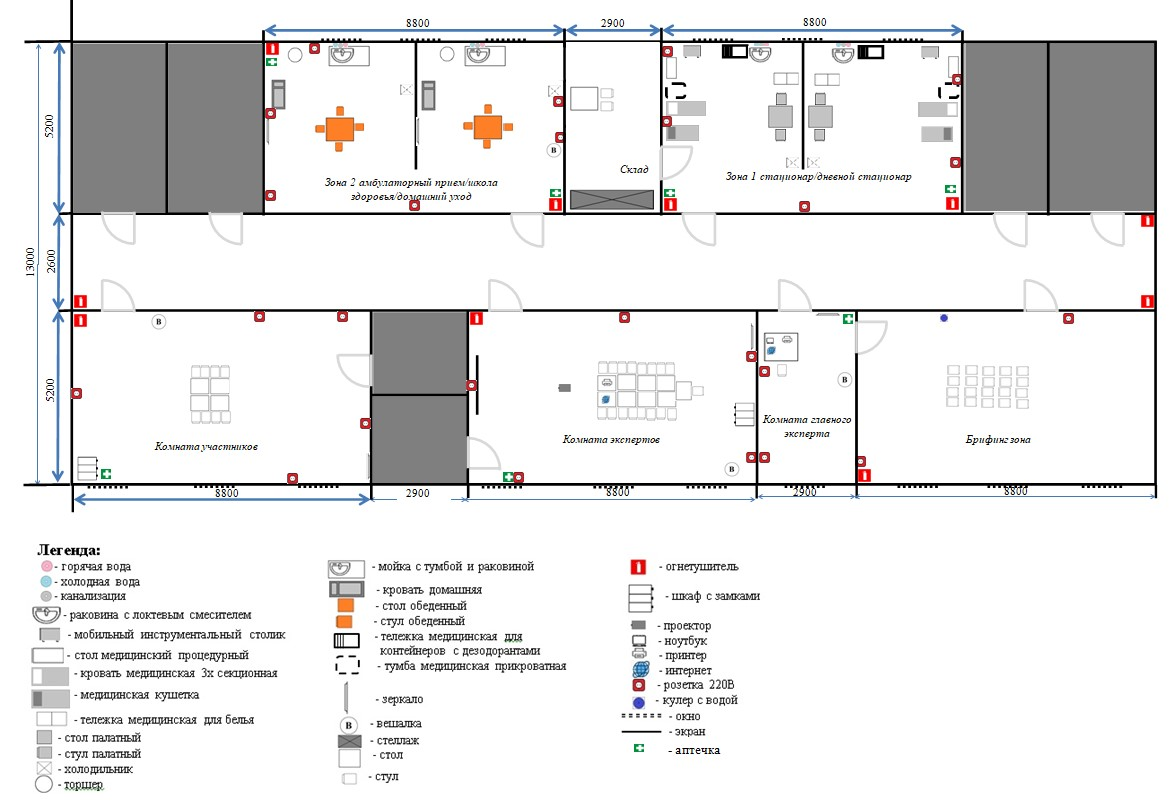 8800
2900
8800
5200
2600
13000
5200
Зона 2 амбулаторный прием/школа
здоровья/домашний уход
Склад
Зона 1 стационар/дневной стационар
В
В
В
В
Комната участников
Комната экспертов
Комната главного
эксперта
Брифинг зона
8800
2900
8800
2900
8800
Легенда:
- горячая вода
- холодная вода
- канализация
- раковина с локтевым смесителем
- мобильный инструментальный столик
- стол медицинский процедурный
- кровать медицинская 3х секционная
- медицинская кушетка
- тележка медицинская для белья
- стол палатный
- стул палатный
- холодильник
- торшер
- мойка с тумбой и раковиной
- кровать домашняя
- стол обеденный
- стул обеденный
- тележка медицинская для
контейнеров с дезодорантами
- тумба медицинская прикроватная
- зеркало
В - вешалка
- стеллаж
- стол
- стул
- огнетушитель
- шкаф с замками
- проектор
- ноутбук
- принтер
- интернет
- розетка 220В
- кулер с водой
- окно
- экран
- аптечка